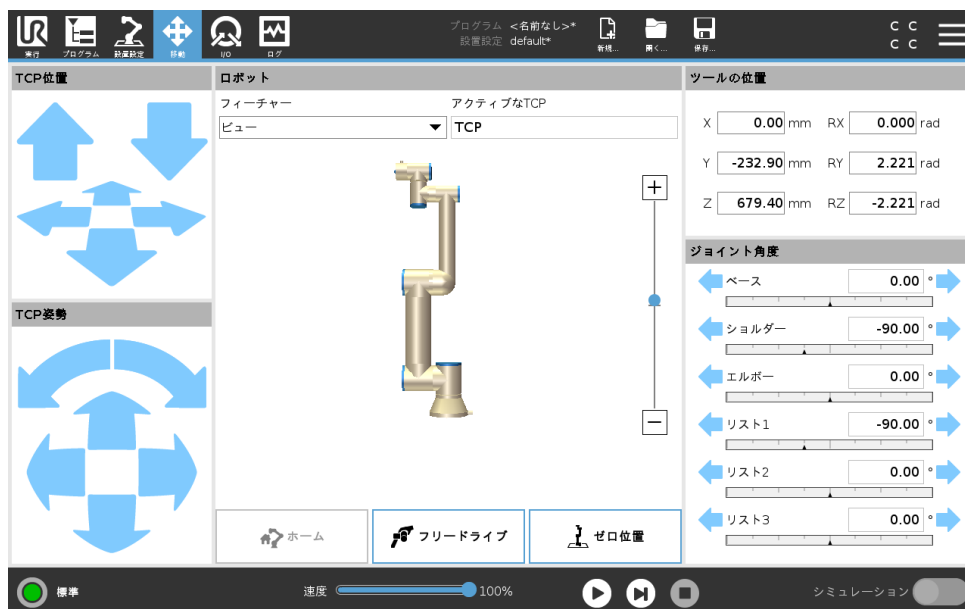 UR
実行 プログラム 設置設定 移動 I/O ログ
プログラム <名前なし>*
設置設定 default*
新規... 開く... 保存...
C C
C C
TCP位置
ロボット
フィーチャー アクティブなTCP
ビュー TCP
TCP姿勢
ホーム フリードライブ ゼロ位置
ツールの位置
X 0.00 mm RX 0.000 rad
Y -232.90 mm RY 2.221 rad
Z 679.40 mm RZ -2.221 rad
ジョイント角度
ベース 0.00 °
ショルダー -90.00 °
エルボー 0.00 °
リスト1 -90.00 °
リスト2 0.00 °
リスト3 0.00 °
標準 速度 100% シミュレーション